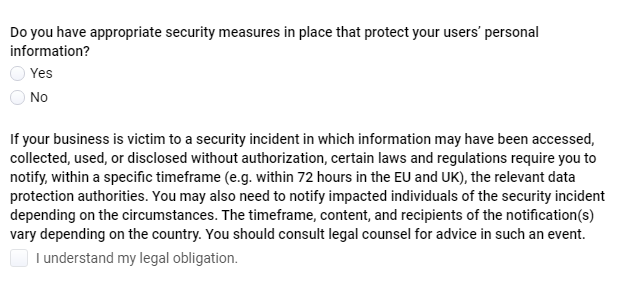 Do you have appropriate security measures in place that protect your users' personal
information?
Yes
No
If your business is victim to a security incident in which information may have been accessed,
collected, used, or disclosed without authorization, certain laws and regulations require you to
notify, within a specific timeframe (e.g. within 72 hours in the EU and UK), the relevant data
protection authorities. You may also need to notify impacted individuals of the security incident
depending on the circumstances. The timeframe, content, and recipients of the notification(s)
vary depending on the country. You should consult legal counsel for advice in such an event.
I understand my legal obligation.